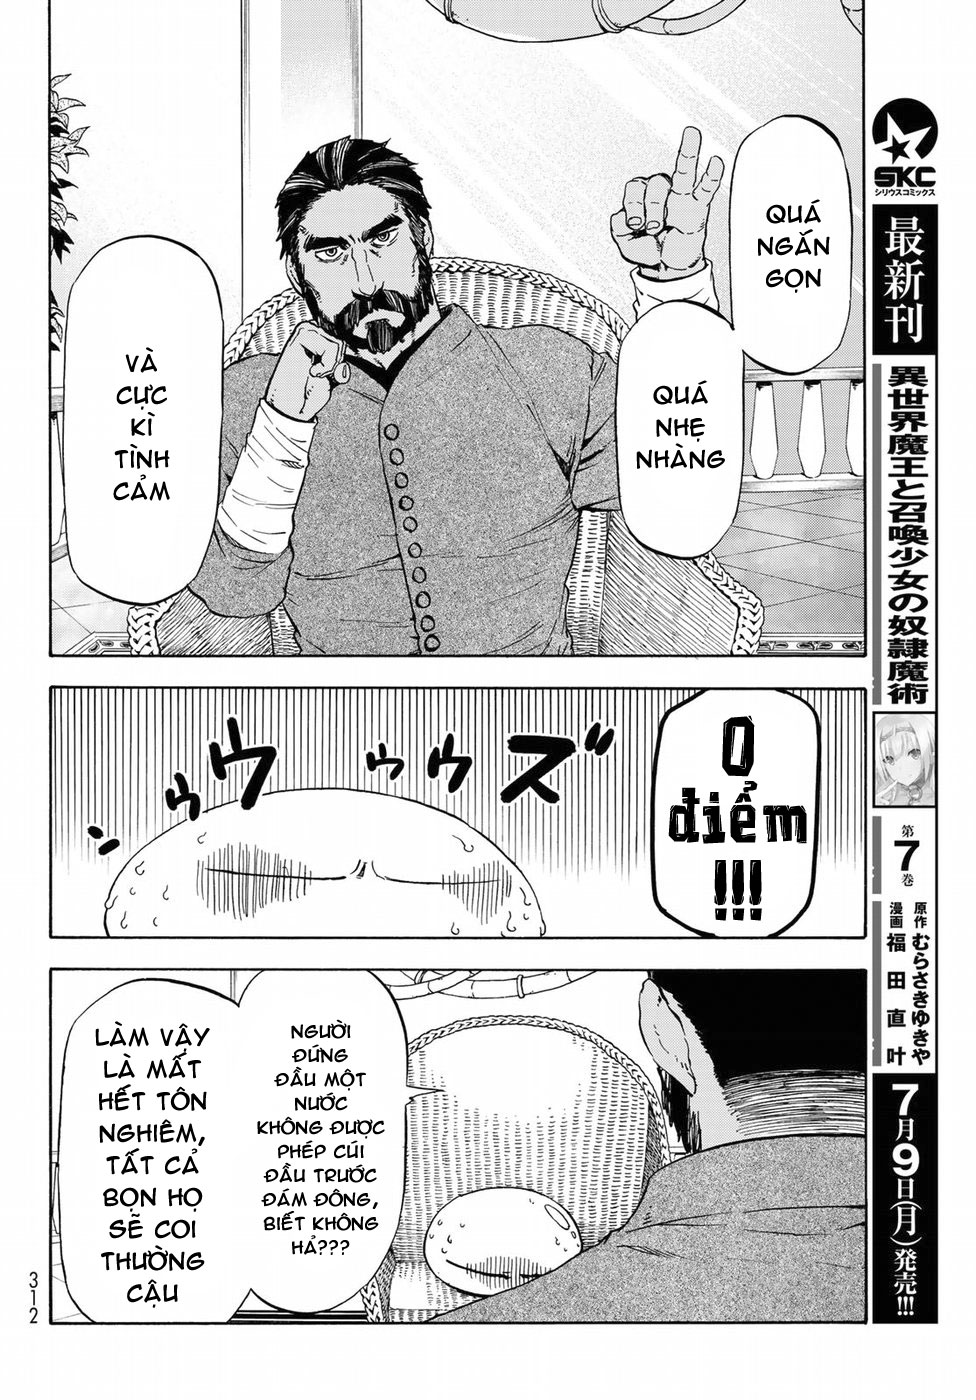 QUÁ
NGẮN
GỌN
QUÁ
NHẸ
NHÀNG
VÀ
CỰC
KÌ
TÌNH
CẢM
0
điểm
!!!
ズウウウウゥン
NGƯỜI
ĐỨNG
ĐẦU MỘT
NƯỚC
KHÔNG ĐƯỢC
PHÉP CÚI
ĐẦU TRƯỚC
ĐÁM ĐÔNG,
BIẾT KHÔNG
HẢ???
LÀM VẬY
LÀ MẤT
HẾT TÔN
NGHIÊM,
TẤT CẢ
BỌN HỌ
SẼ COI
THƯỜNG
CẬU
312
SKC
シリウスコミックス
最新刊
異世界魔王と召喚少女の奴隷魔術
第7巻
原作 むらさきゆきや
漫画 福田直叶
7月9日(月)発売!!!